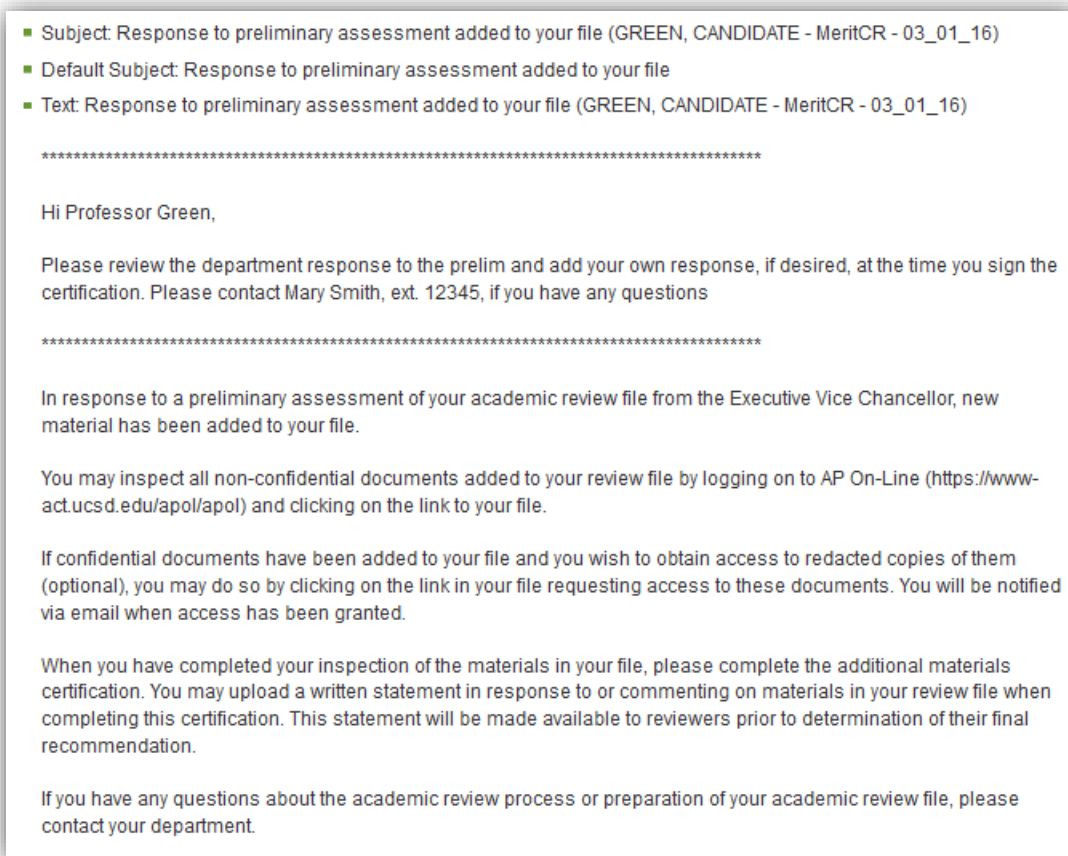 Subject: Response to preliminary assessment added to your file (GREEN, CANDIDATE - MeritCR - 03_01_16)
Default Subject: Response to preliminary assessment added to your file
Text: Response to preliminary assessment added to your file (GREEN, CANDIDATE - MeritCR - 03_01_16)
******************************************************************************************
Hi Professor Green,
Please review the department response to the prelim and add your own response, if desired, at the time you sign the
certification. Please contact Mary Smith, ext. 12345, if you have any questions
******************************************************************************************
In response to a preliminary assessment of your academic review file from the Executive Vice Chancellor, new
material has been added to your file.
You may inspect all non-confidential documents added to your review file by logging on to AP On-Line (https://www-
act.ucsd.edu/apol/apol) and clicking on the link to your file.
If confidential documents have been added to your file and you wish to obtain access to redacted copies of them
(optional), you may do so by clicking on the link in your file requesting access to these documents. You will be notified
via email when access has been granted.
When you have completed your inspection of the materials in your file, please complete the additional materials
certification. You may upload a written statement in response to or commenting on materials in your review file when
completing this certification. This statement will be made available to reviewers prior to determination of their final
recommendation.
If you have any questions about the academic review process or preparation of your academic review file, please
contact your department.